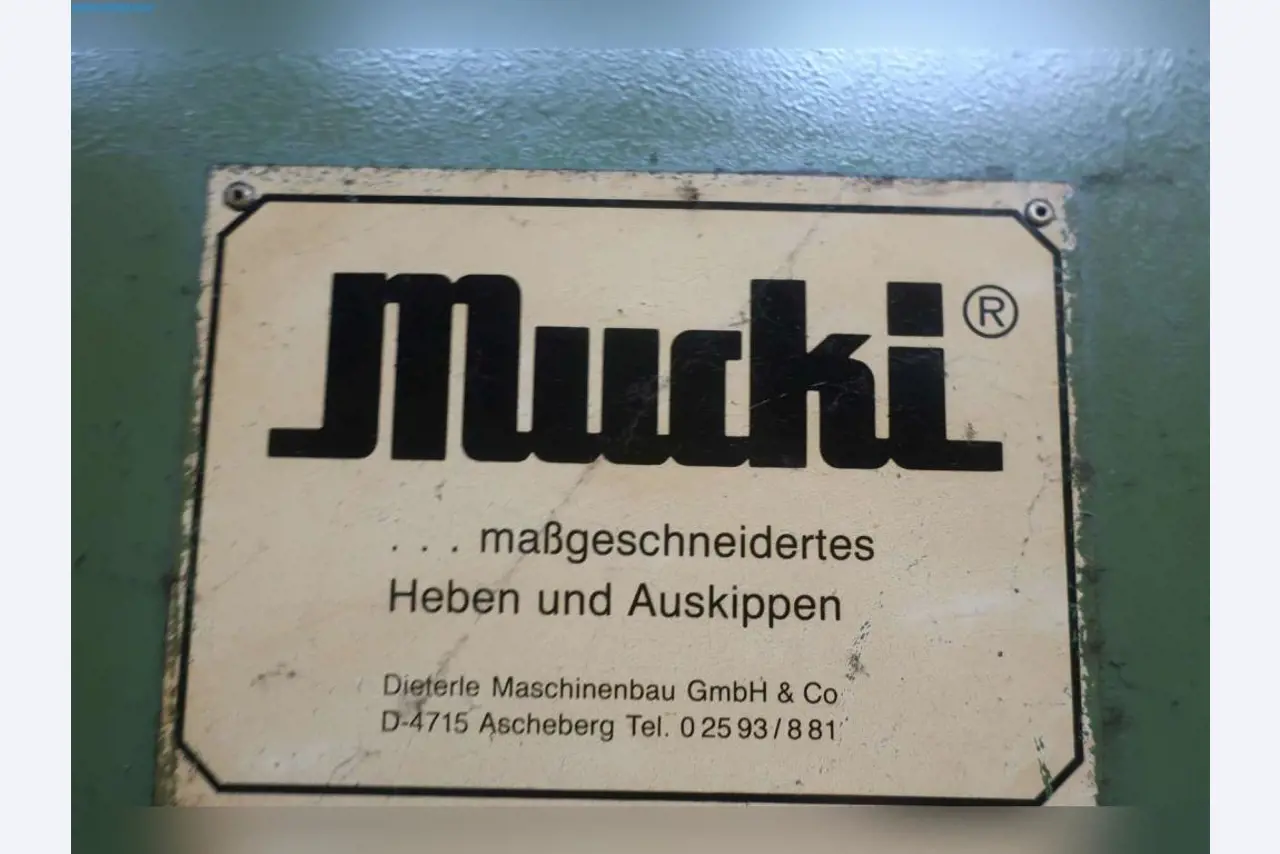 Mucki®
. . . maßgeschneidertes
Heben und Auskippen
Dieterle Maschinenbau GmbH & Co
D-4715 Ascheberg Tel. 0 25 93 / 8 81